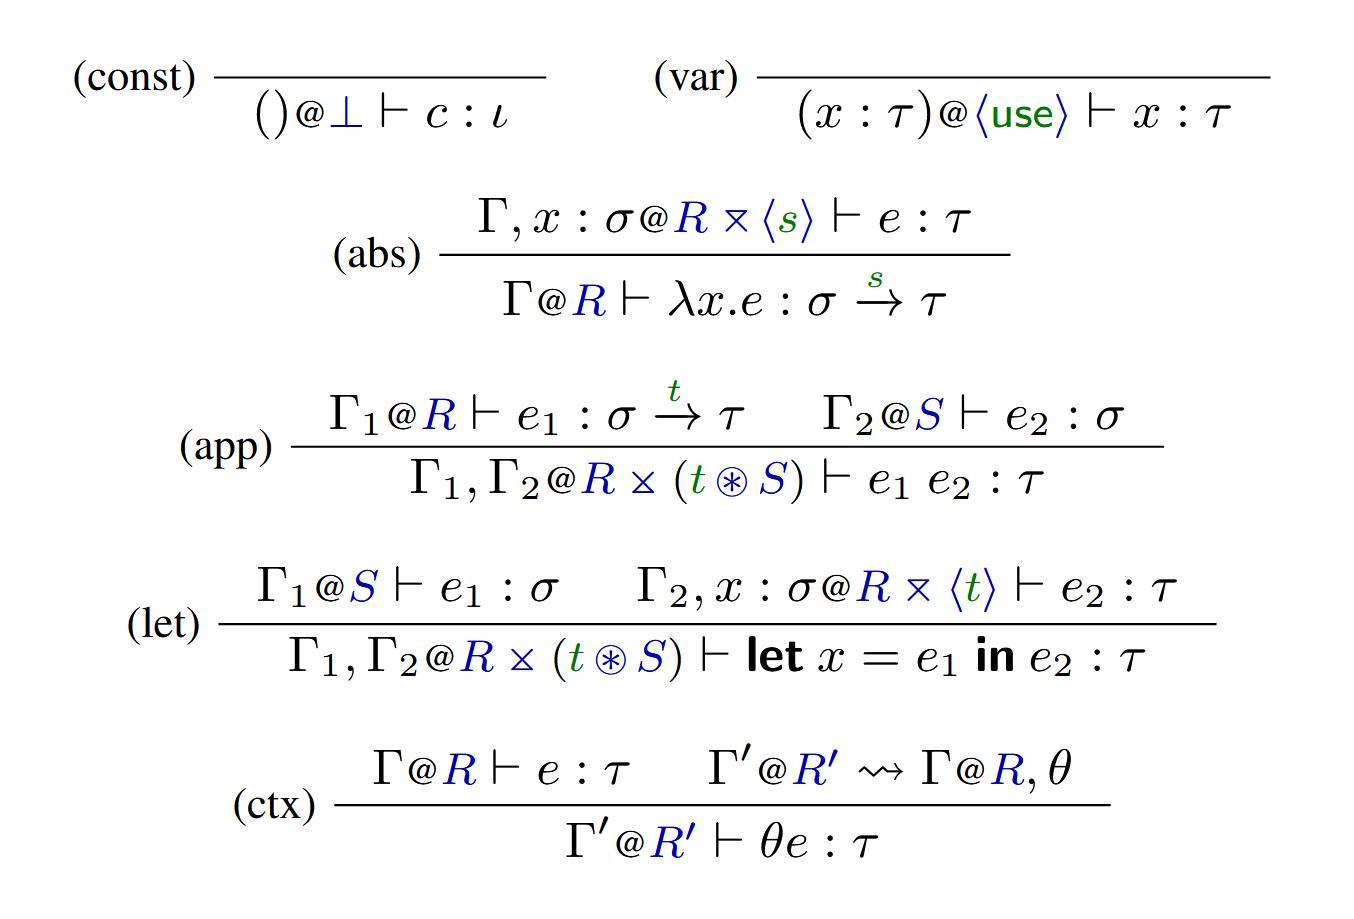 (const) ()@⊥ ⊢ c : ι (var) (x : τ)@⟨use⟩ ⊢ x : τ
Γ, x : σ@R ⧖ ⟨s⟩ ⊢ e : τ
(abs)
Γ@R ⊢ λx.e : σ →ˢ τ
Γ₁@R ⊢ e₁ : σ →ᵗ τ Γ₂@S ⊢ e₂ : σ
(app)
Γ₁, Γ₂@R ⨲ (t ⊛ S) ⊢ e₁ e₂ : τ
Γ₁@S ⊢ e₁ : σ Γ₂, x : σ@R ⧖ ⟨t⟩ ⊢ e₂ : τ
(let)
Γ₁, Γ₂@R ⨲ (t ⊛ S) ⊢ let x = e₁ in e₂ : τ
Γ@R ⊢ e : τ Γ′@R′ ⇝ Γ@R, θ
(ctx)
Γ′@R′ ⊢ θe : τ